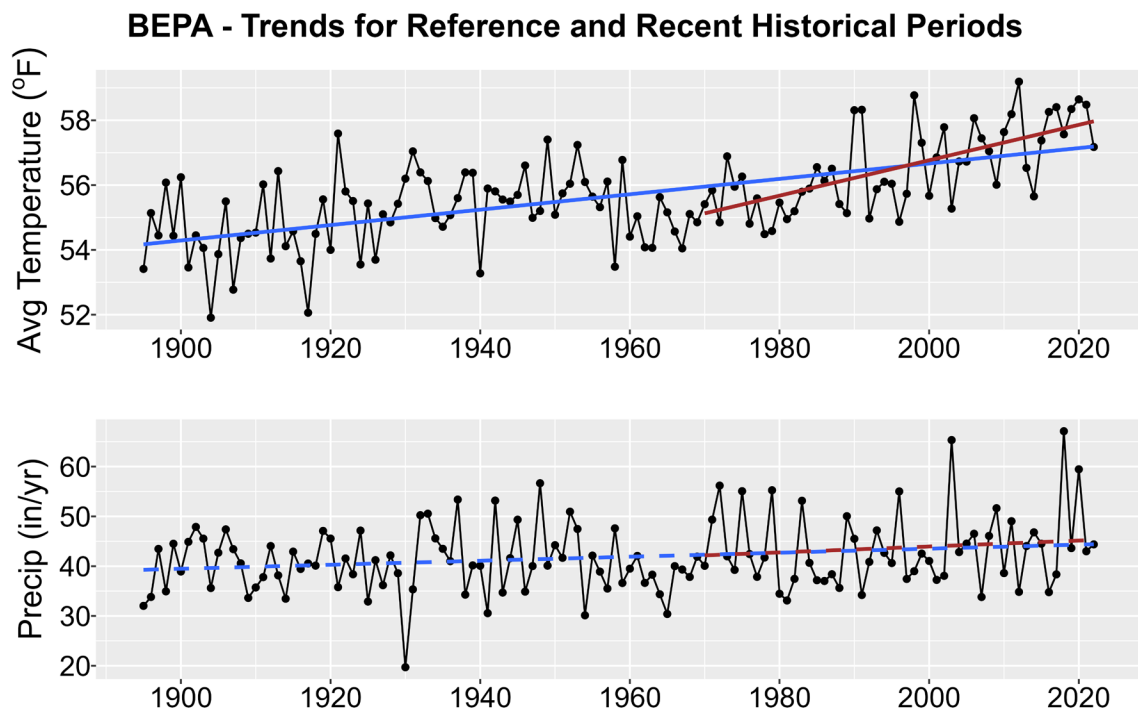 BEPA - Trends for Reference and Recent Historical Periods
Avg Temperature (°F)
58
56
54
52
1900 1920 1940 1960 1980 2000 2020
Precip (in/yr)
60
50
40
30
20
1900 1920 1940 1960 1980 2000 2020